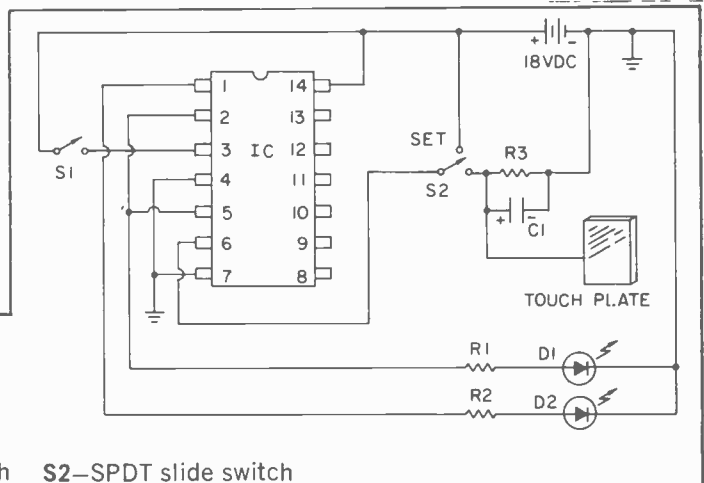 + -
18VDC
1 14
2 13
3 IC 12
4 11
5 10
6 9
7 8
S1
SET
S2
R3
+ -
C1
TOUCH PLATE
R1 D1
R2 D2
h S2—SPDT slide switch